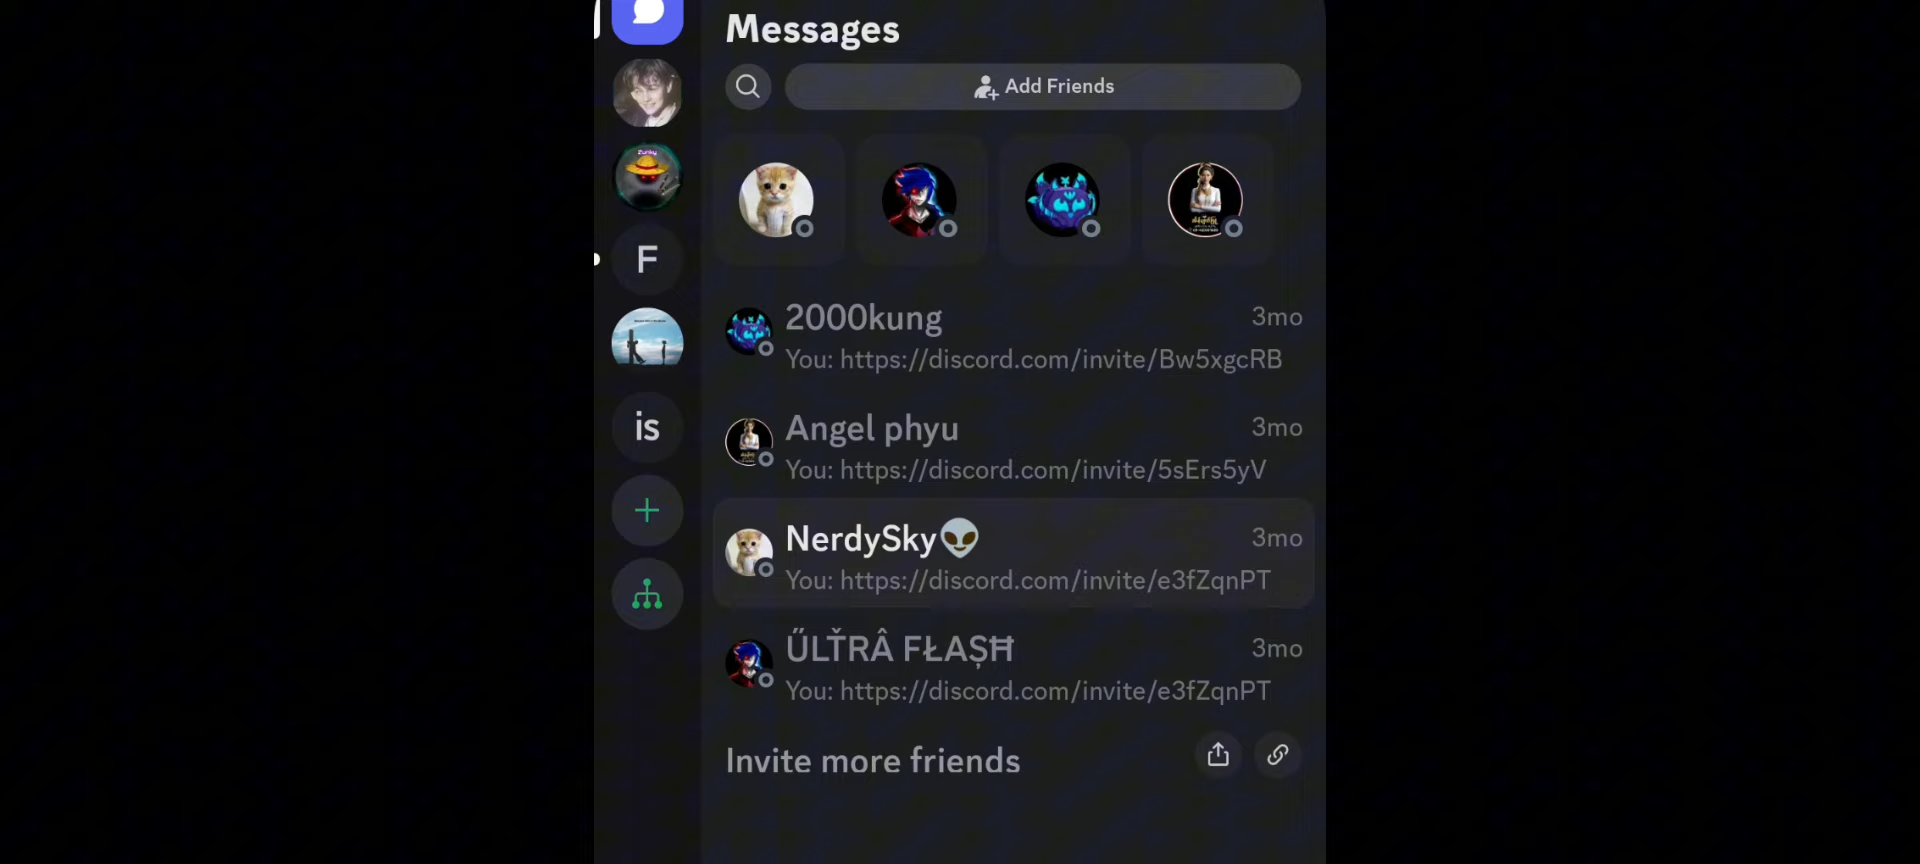 Messages
Add Friends
Zunky
F
2000kung 3mo
You: https://discord.com/invite/Bw5xgcRB
Angel phyu 3mo
You: https://discord.com/invite/5sErs5yV
is
NerdySky👽 3mo
You: https://discord.com/invite/e3fZqnPT
ŰLŤRÂ FŁAȘĦ 3mo
You: https://discord.com/invite/e3fZqnPT
Invite more friends